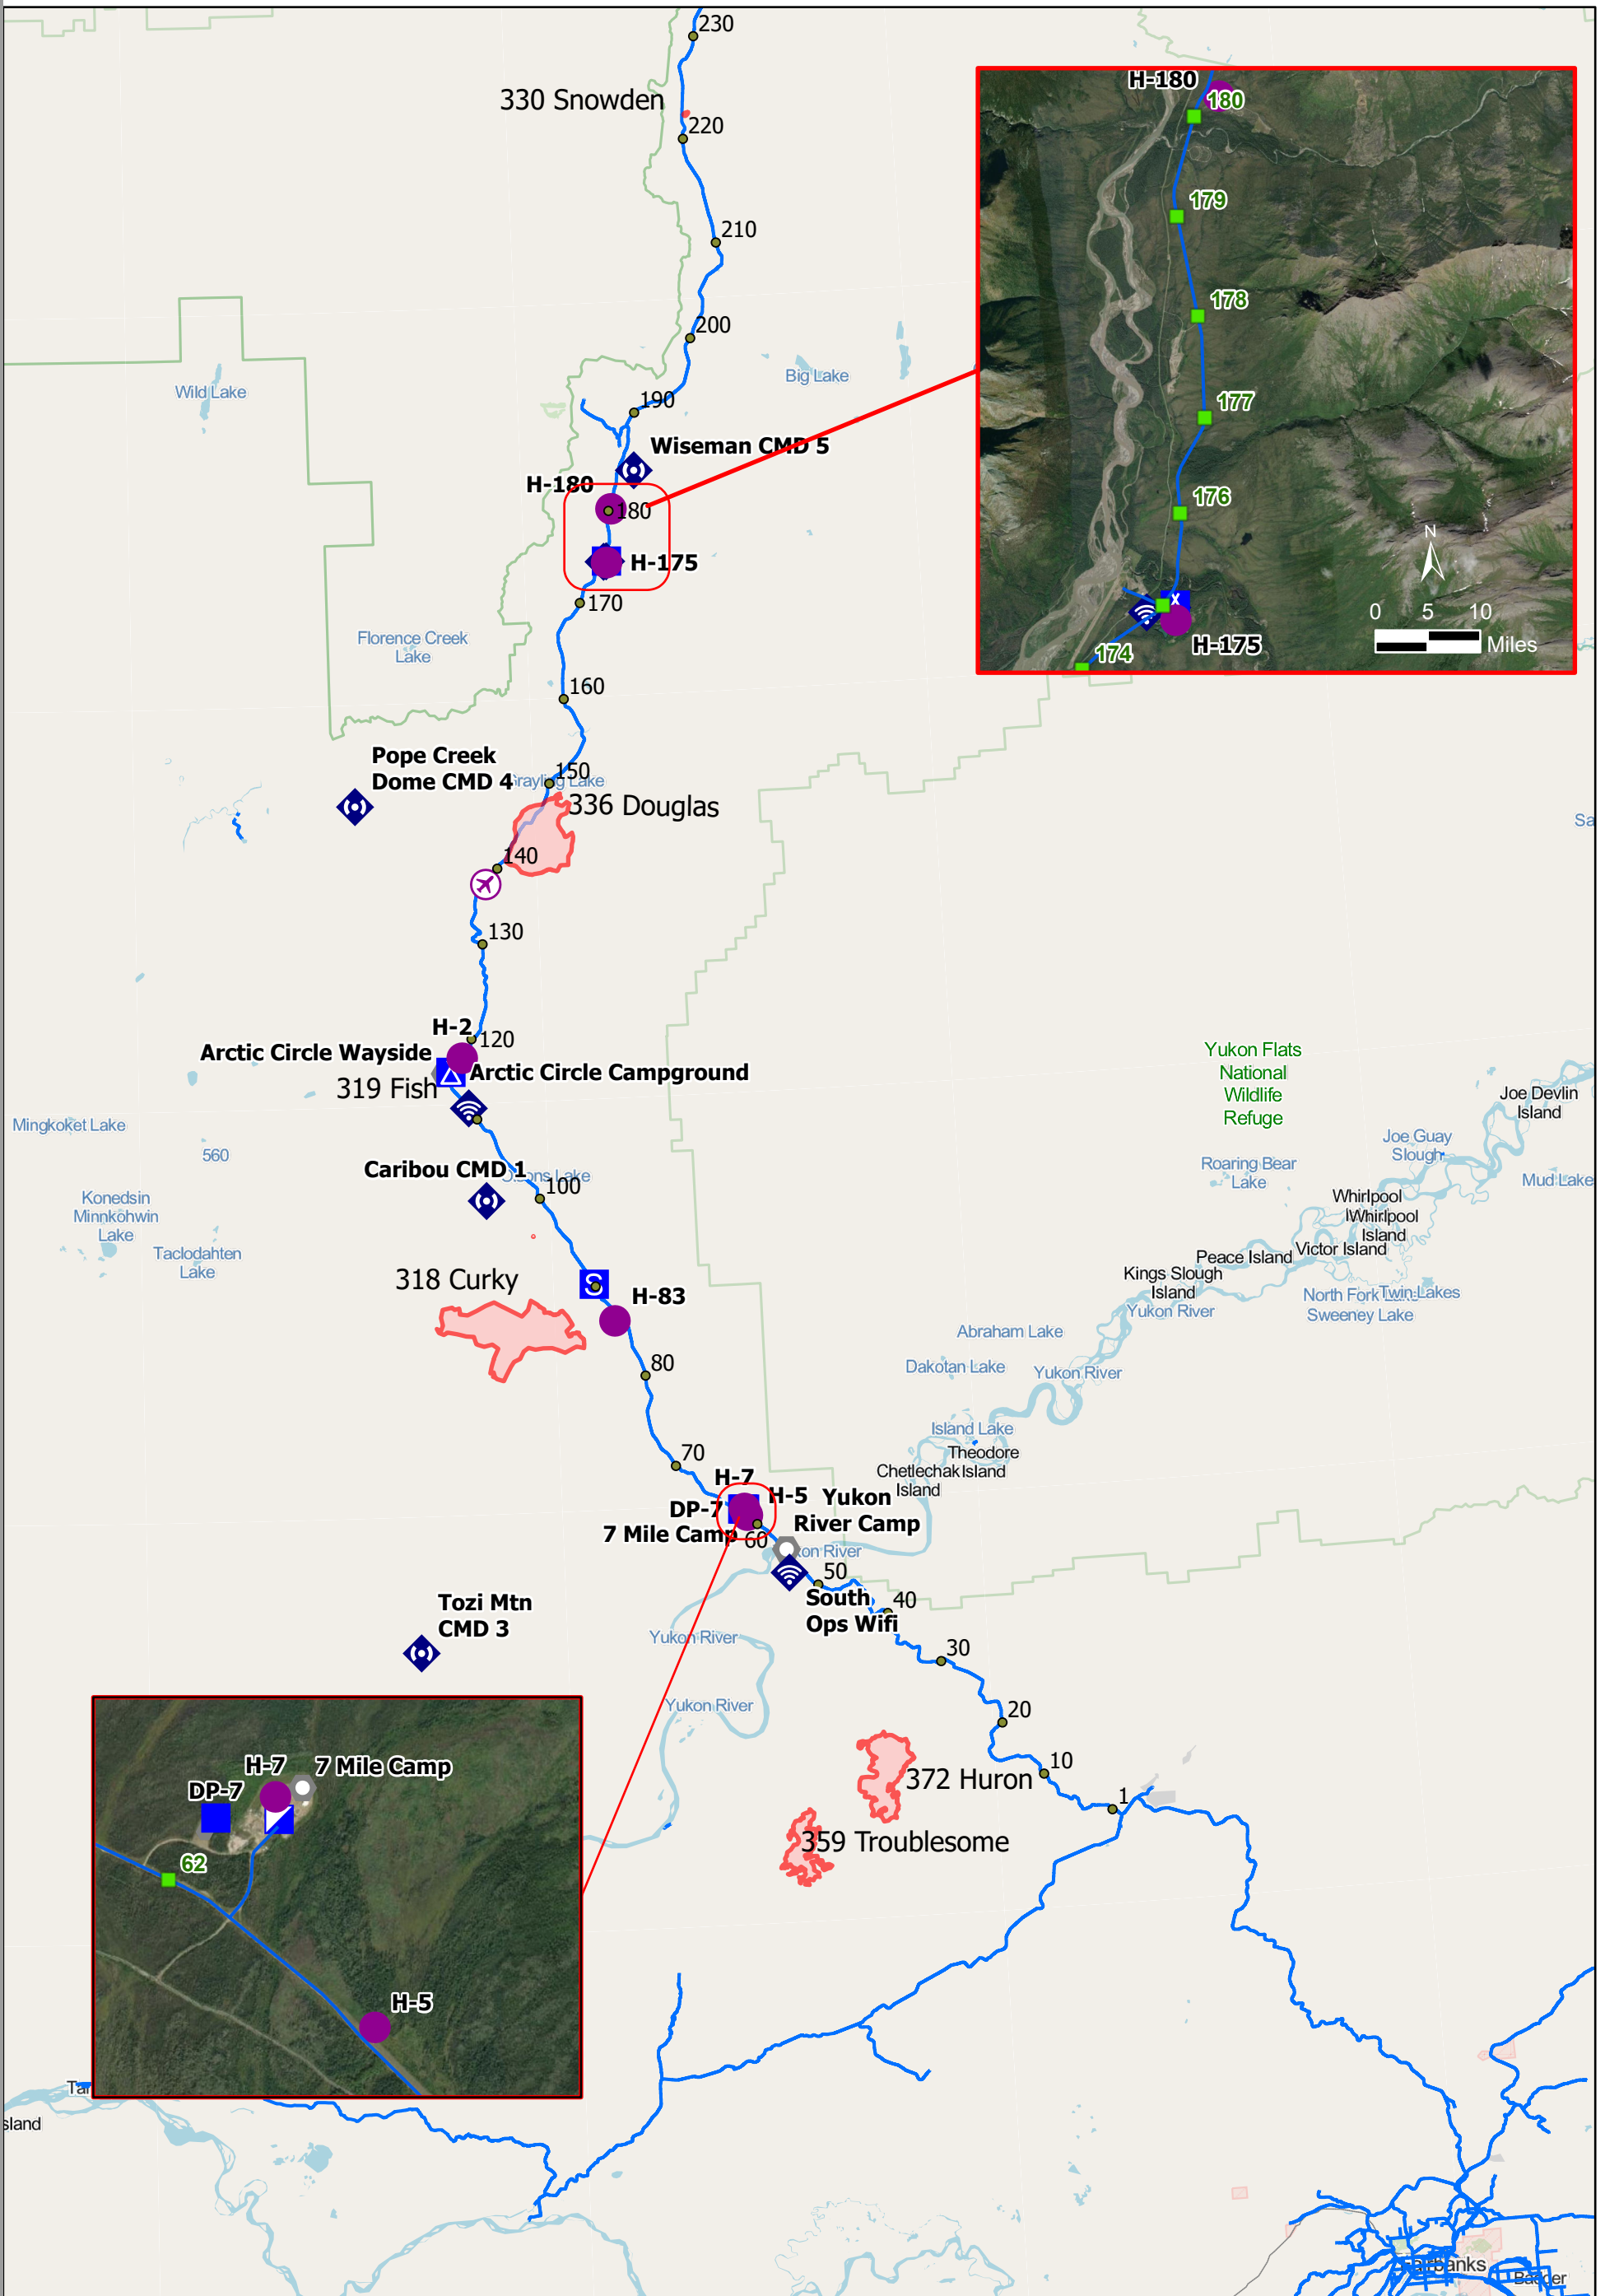 230
330 Snowden
220
210
200
Wild Lake
Big Lake
190
Wiseman CMD 5
H-180
180
H-175
170
Florence Creek
Lake
160
H-180
180
179
178
177
176
N
0 5 10
Miles
H-175
174
Pope Creek
Dome CMD 4
150
Grayling Lake
336 Douglas
140
130
H-2
120
Arctic Circle Wayside
Arctic Circle Campground
319 Fish
Mingkoket Lake
560
Caribou CMD 1
100
Konedsin
Minnkohwin
Lake
Taclodahten
Lake
318 Curky
S
H-83
80
70
Yukon Flats
National
Wildlife
Refuge
Joe Devlin
Island
Joe Guay
Slough
Roaring Bear
Lake
Mud Lake
Whirlpool
Whirlpool
Island
Victor Island
Peace Island
Kings Slough
Island
Yukon River
North Fork
Twin Lakes
Sweeney Lake
Abraham Lake
Dakotan Lake
Yukon River
Island Lake
Theodore
Island
Chetlechak
Island
H-7
H-5
DP-7
7 Mile Camp
60
Yukon
River Camp
50
South
Ops Wifi
40
30
20
10
1
Tozi Mtn
CMD 3
Yukon River
Yukon River
372 Huron
359 Troublesome
H-7
7 Mile Camp
DP-7
62
H-5
Fairbanks
Badger